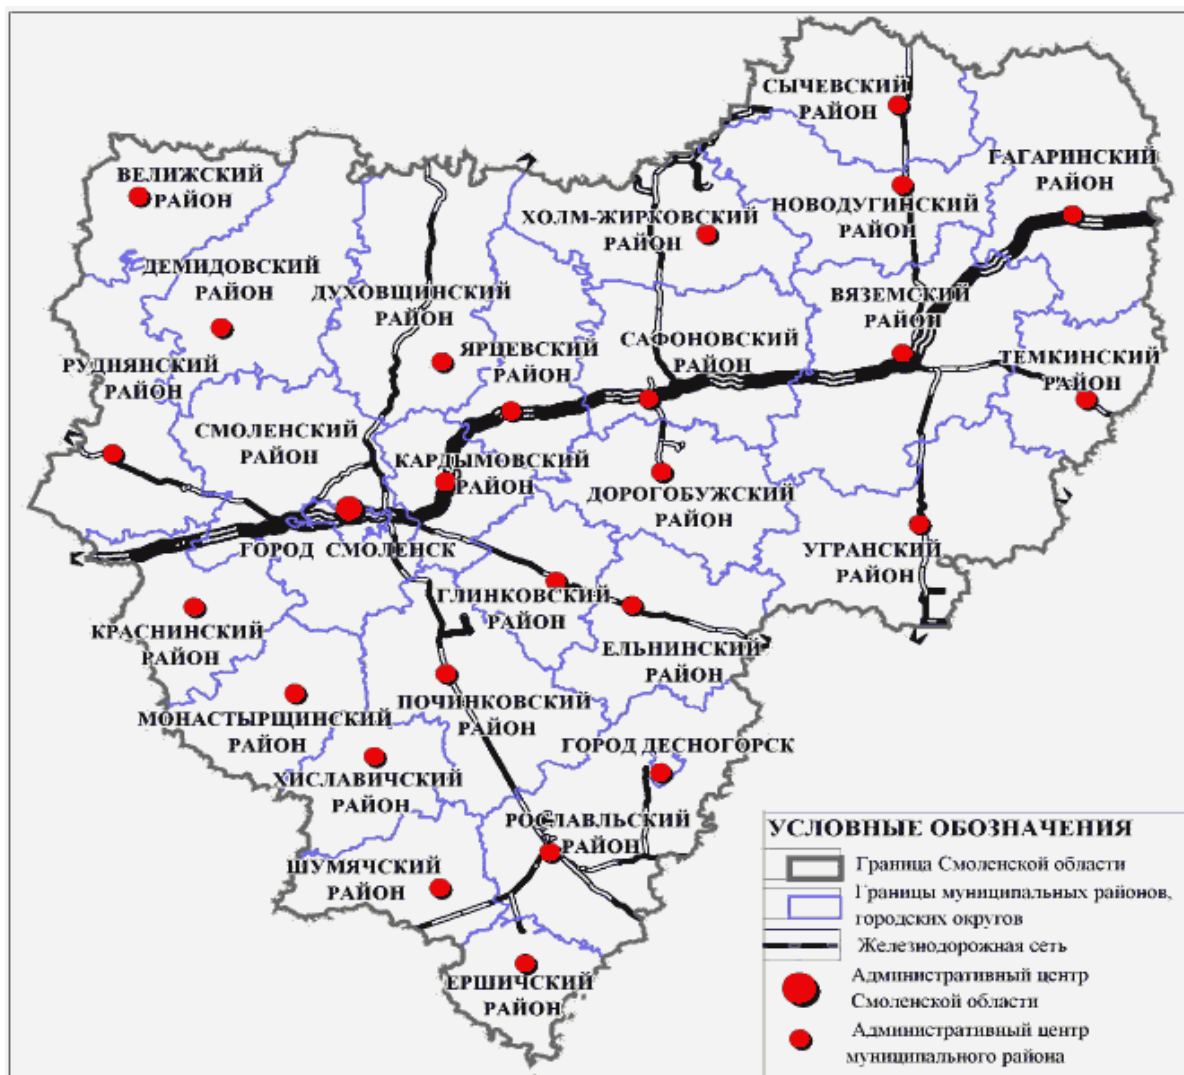 СЫЧЕВСКИЙ
РАЙОН
ГАГАРИНСКИЙ
РАЙОН
ВЕЛИЖСКИЙ
РАЙОН
НОВОДУГИНСКИЙ
РАЙОН
ХОЛМ-ЖИРКОВСКИЙ
РАЙОН
ДЕМИДОВСКИЙ
РАЙОН
ДУХОВЩИНСКИЙ
РАЙОН
ВЯЗЕМСКИЙ
РАЙОН
САФОНОВСКИЙ
РАЙОН
ЯРЦЕВСКИЙ
РАЙОН
ТЕМКИНСКИЙ
РАЙОН
РУДНЯНСКИЙ
РАЙОН
СМОЛЕНСКИЙ
РАЙОН
КАРДЫМОВСКИЙ
РАЙОН
ДОРОГОБУЖСКИЙ
РАЙОН
ГОРОД СМОЛЕНСК
УГРАНСКИЙ
РАЙОН
ГЛИНКОВСКИЙ
РАЙОН
КРАСНИНСКИЙ
РАЙОН
ЕЛЬНИНСКИЙ
РАЙОН
ПОЧИНКОВСКИЙ
РАЙОН
МОНАСТЫРЩИНСКИЙ
РАЙОН
ГОРОД ДЕСНОГОРСК
ХИСЛАВИЧСКИЙ
РАЙОН
РОСЛАВЛЬСКИЙ
РАЙОН
ШУМЯЧСКИЙ
РАЙОН
ЕРШИЧСКИЙ
РАЙОН
УСЛОВНЫЕ ОБОЗНАЧЕНИЯ
Граница Смоленской области
Границы муниципальных районов,
городских округов
Железнодорожная сеть
Административный центр
Смоленской области
Административный центр
муниципального района